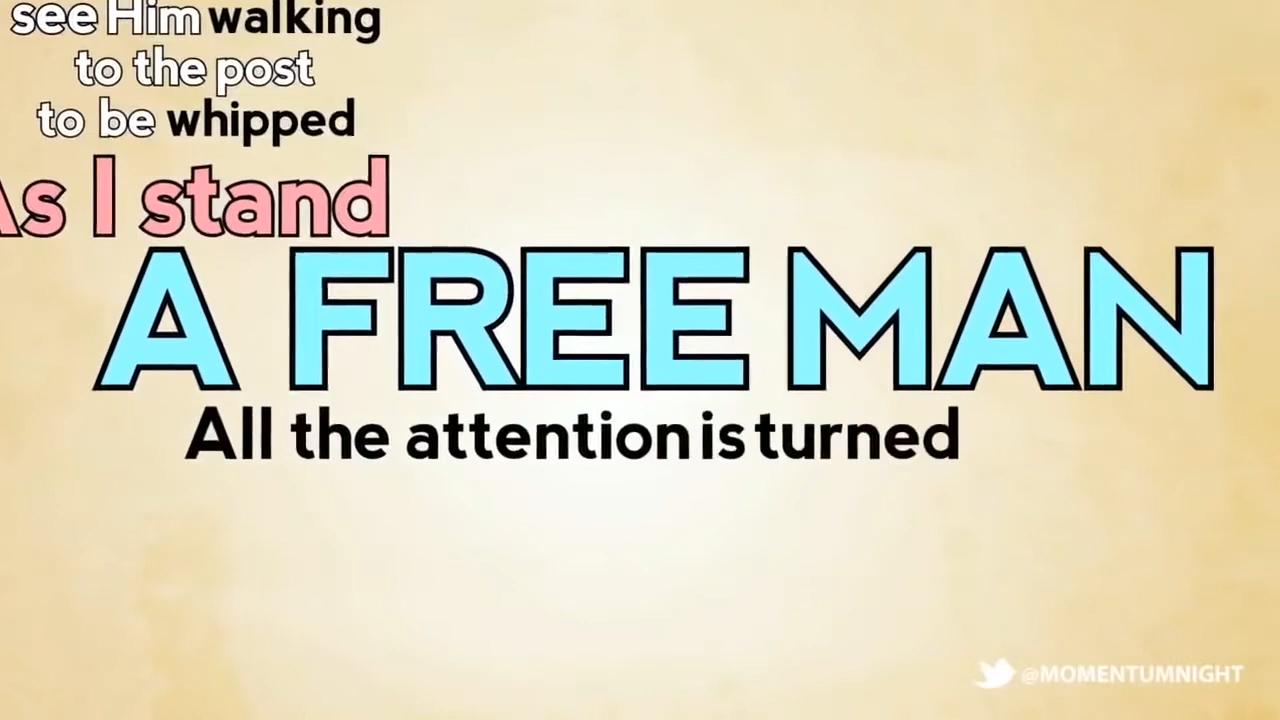 see Him walking
to the post
to be whipped
As I stand
A FREE MAN
All the attention is turned
@MOMENTUMNIGHT